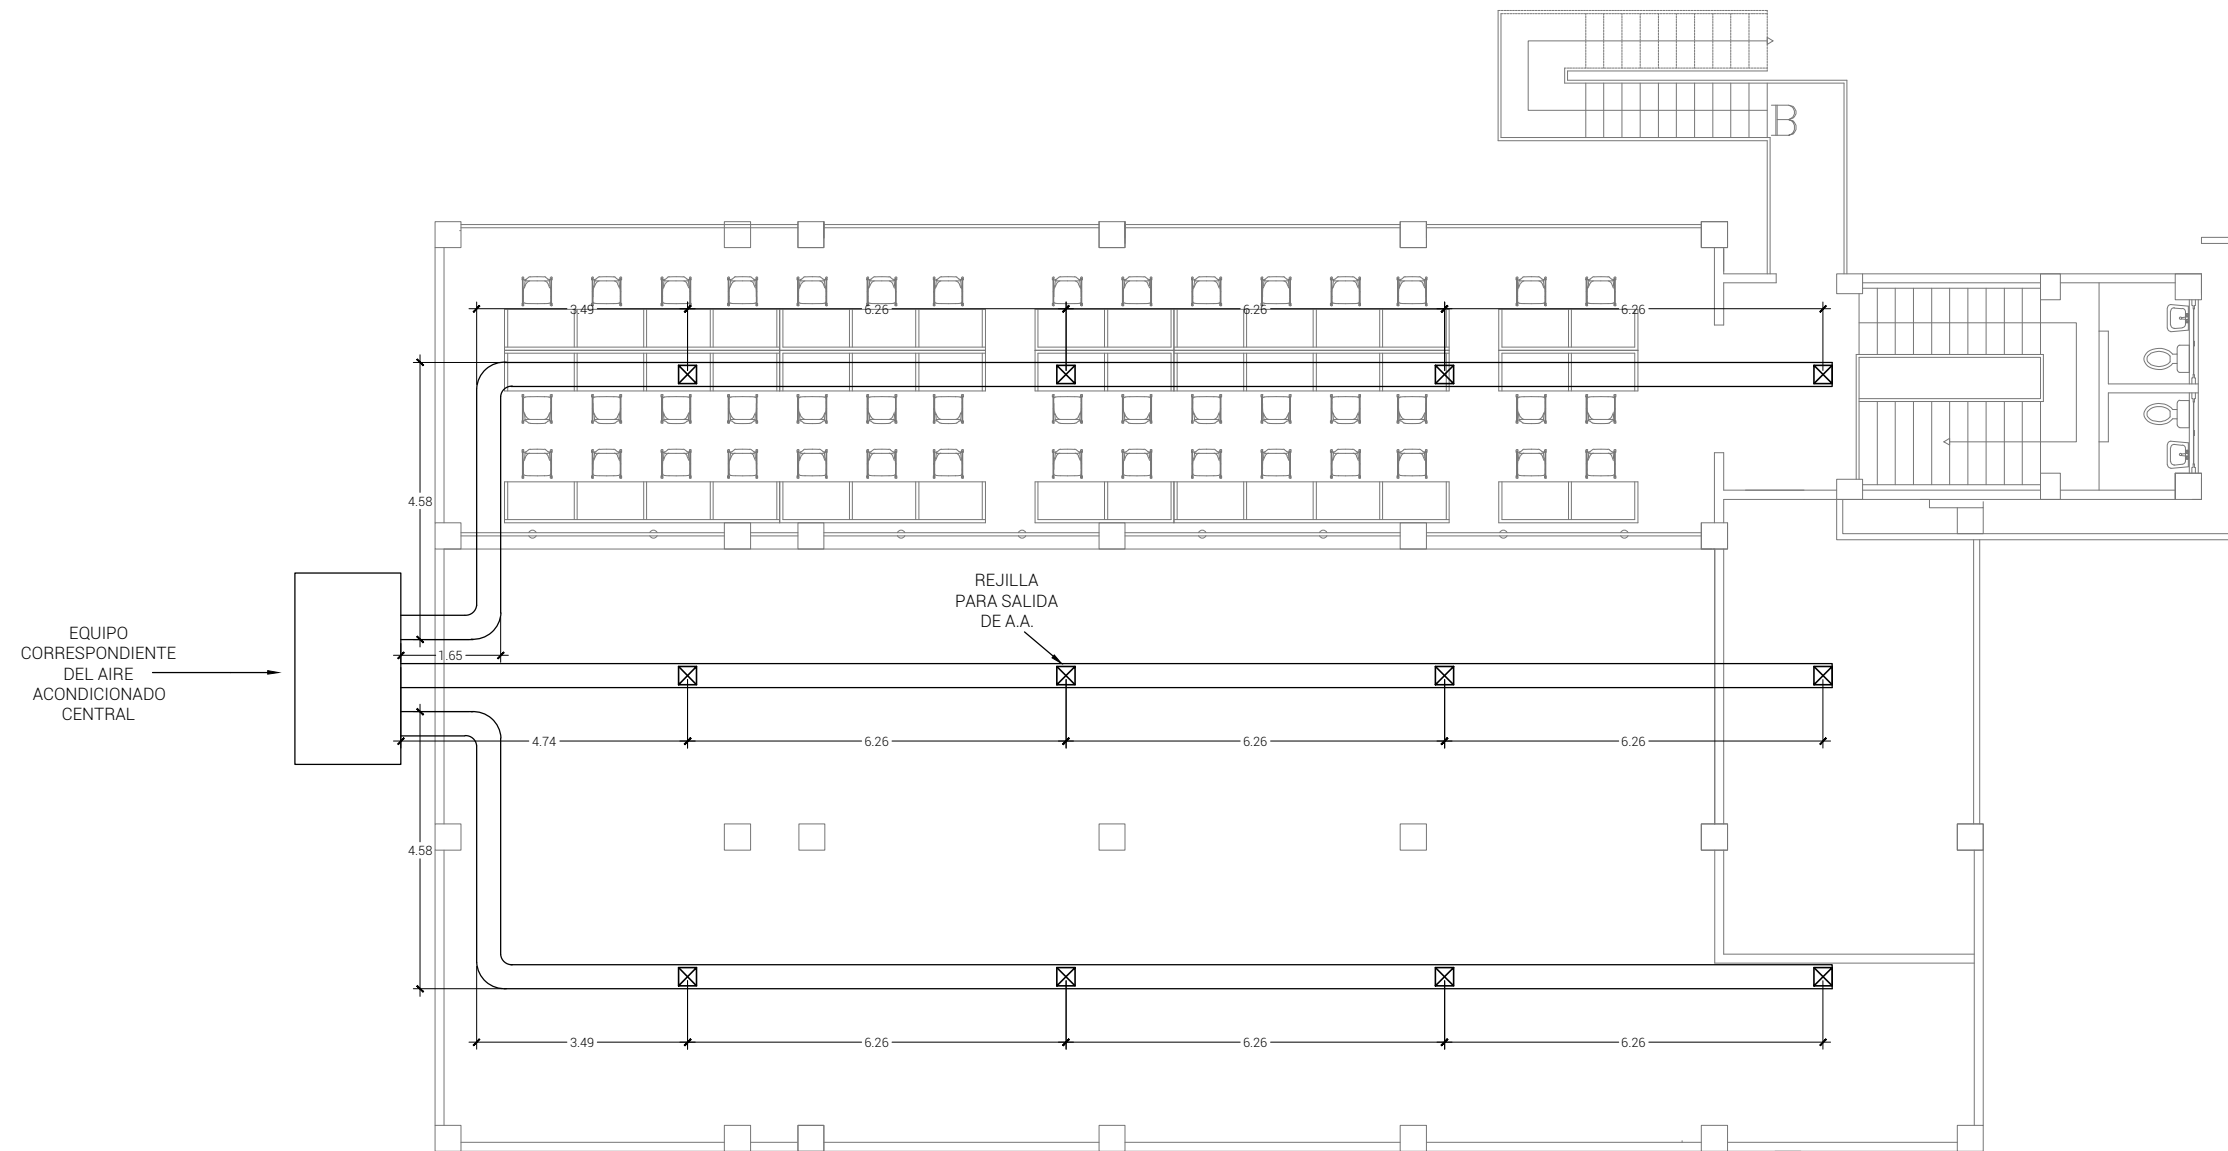 B
3.49
6.26
6.26
6.26
4.58
REJILLA
PARA SALIDA
DE A.A.
EQUIPO
CORRESPONDIENTE
DEL AIRE
ACONDICIONADO
CENTRAL
1.65
4.74
6.26
6.26
6.26
4.58
3.49
6.26
6.26
6.26